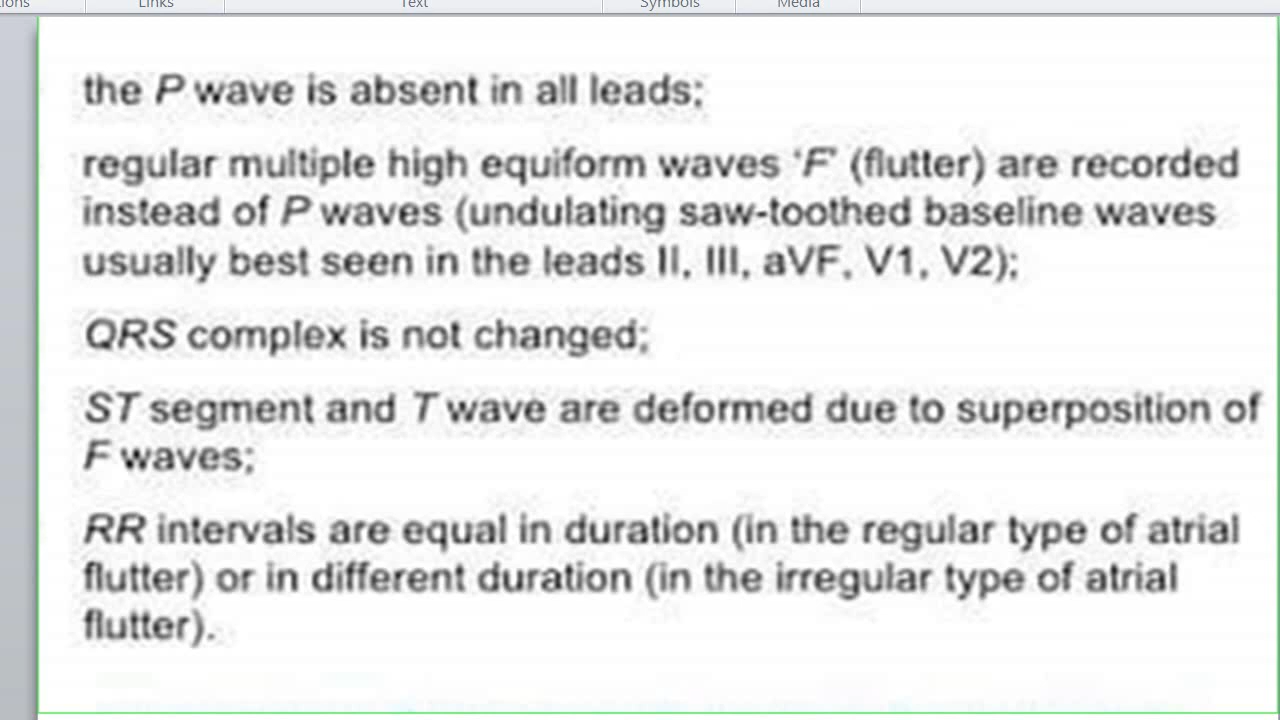 Links
Text
Symbols
Media
the P wave is absent in all leads;
regular multiple high equiform waves ‘F’ (flutter) are recorded
instead of P waves (undulating saw-toothed baseline waves
usually best seen in the leads II, III, aVF, V1, V2);
QRS complex is not changed;
ST segment and T wave are deformed due to superposition of
F waves;
RR intervals are equal in duration (in the regular type of atrial
flutter) or in different duration (in the irregular type of atrial
flutter).